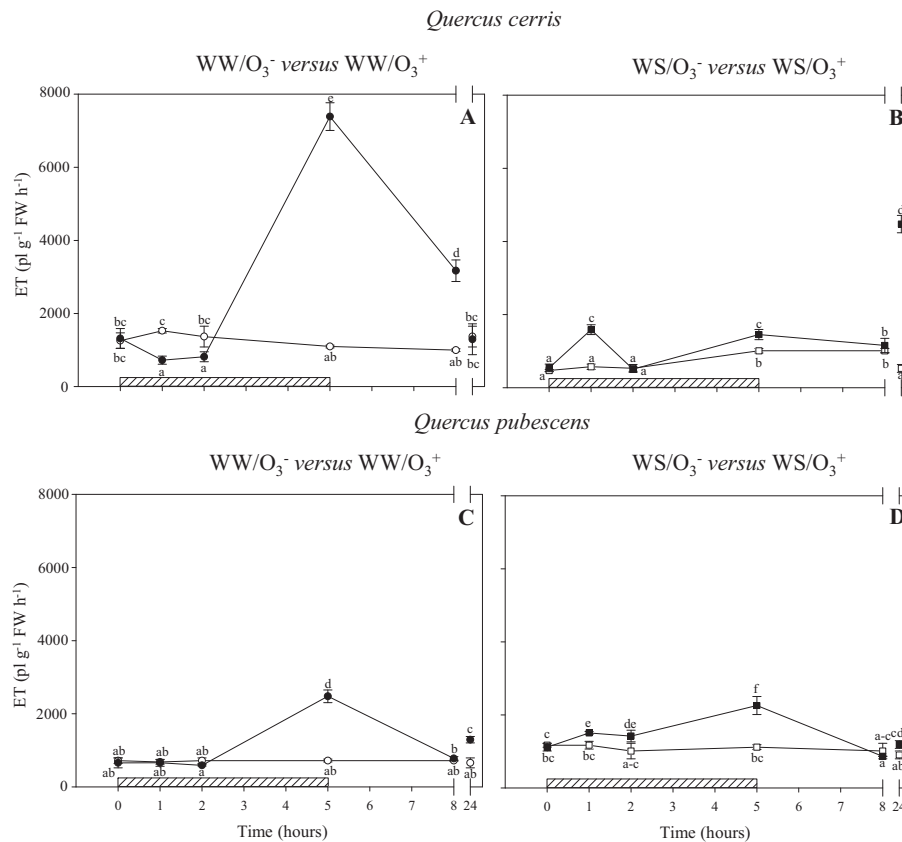 Quercus cerris
WW/O₃⁻ versus WW/O₃⁺
WS/O₃⁻ versus WS/O₃⁺
8000
6000
4000
2000
0
ET (pl g⁻¹ FW h⁻¹)
A
e
d
bc
c
bc
bc
bc
a
a
ab
ab
bc
B
d
c
c
a
a
a
b
a
a
b
b
a
Quercus pubescens
WW/O₃⁻ versus WW/O₃⁺
WS/O₃⁻ versus WS/O₃⁺
8000
6000
4000
2000
0
ET (pl g⁻¹ FW h⁻¹)
C
d
c
ab
ab
ab
b
ab
ab
a
ab
ab
ab
0 1 2 3 4 5 6 7 8 24
Time (hours)
D
f
c
e
de
a-c
cd
bc
bc
a-c
bc
a
ab
0 1 2 3 4 5 6 7 8 24
Time (hours)